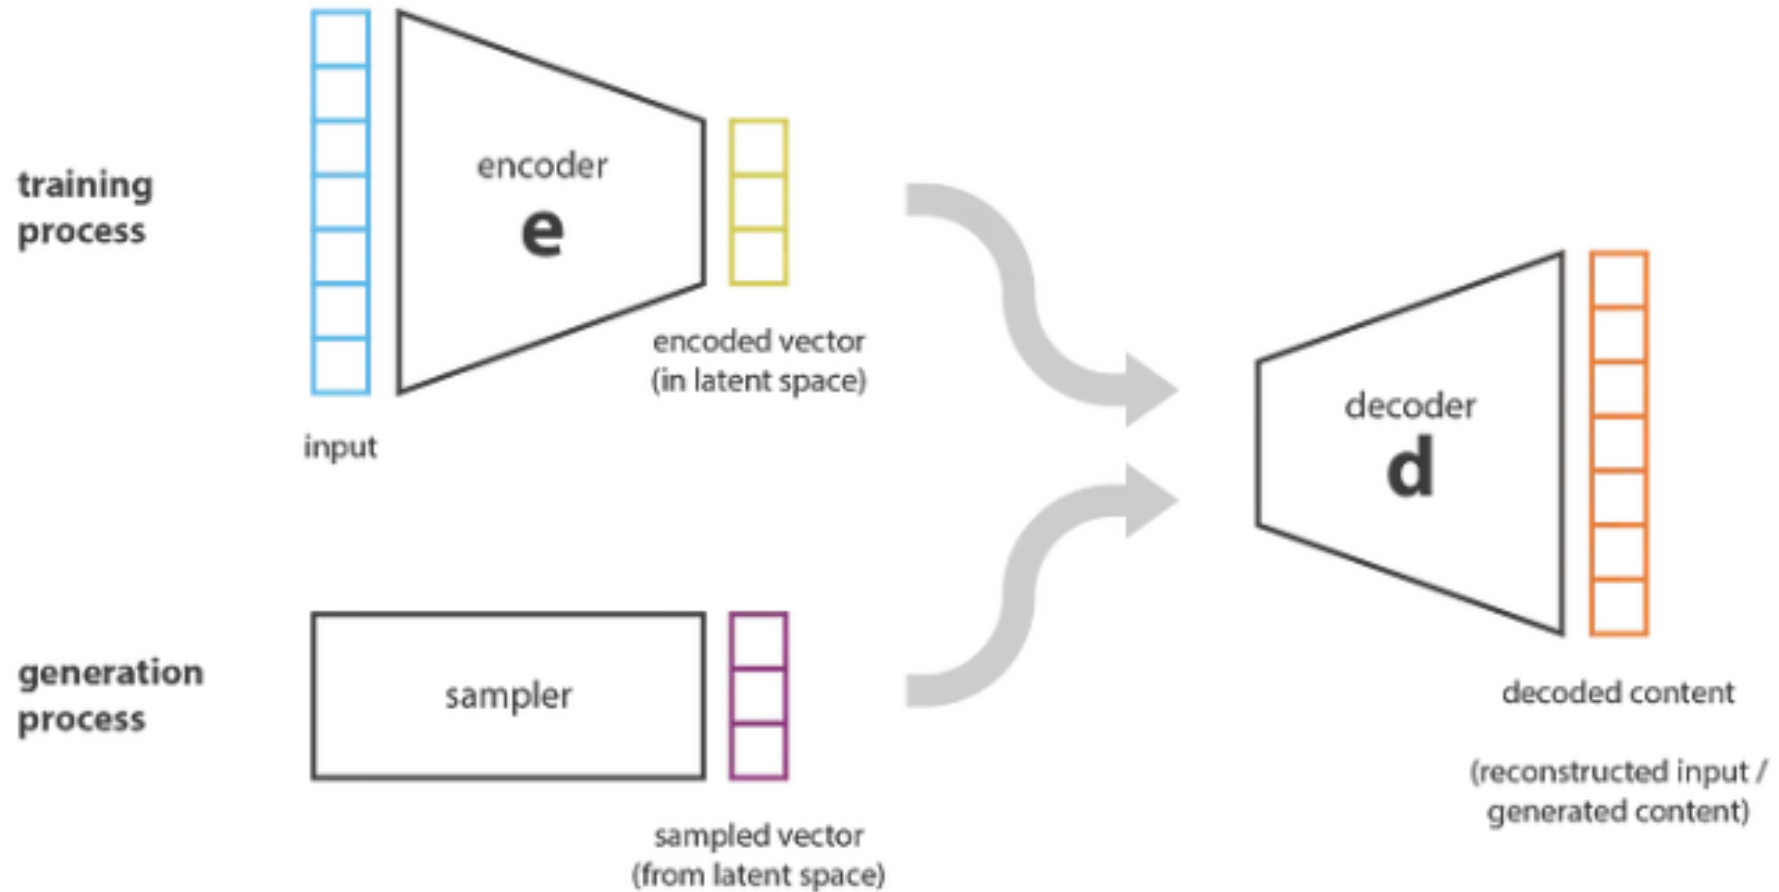 training
process
encoder
e
encoded vector
(in latent space)
input
decoder
d
generation
process
sampler
sampled vector
(from latent space)
decoded content
(reconstructed input /
generated content)